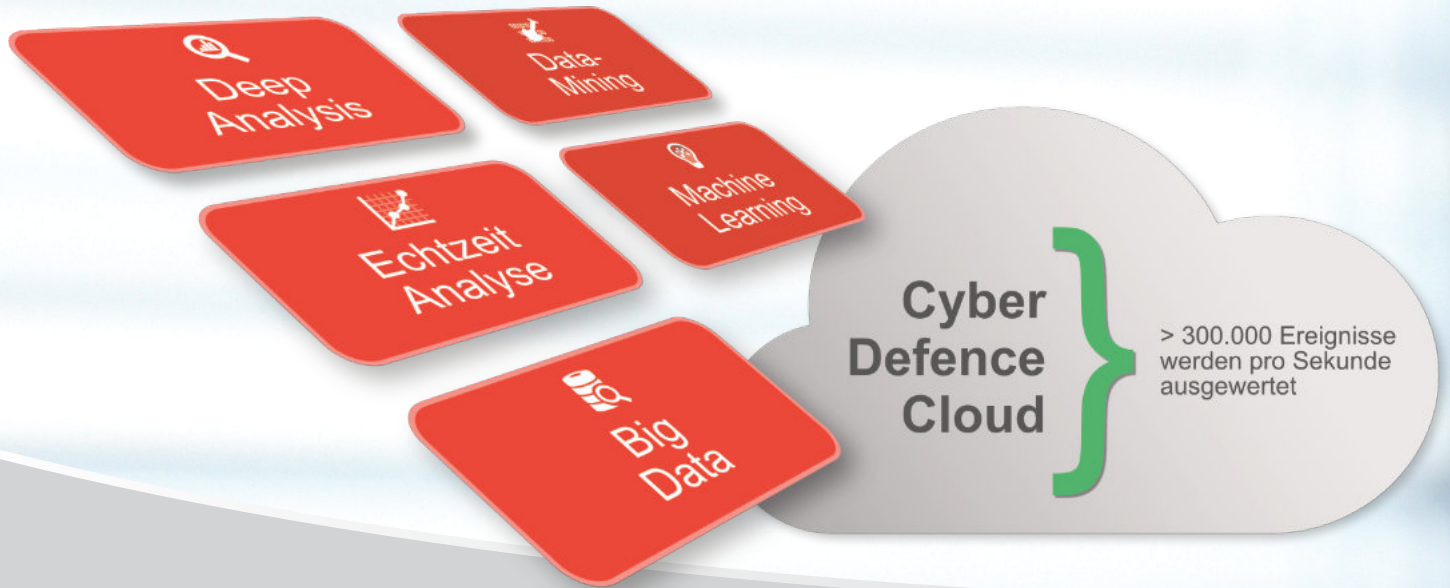 Deep
Analysis
Data-
Mining
Echtzeit
Analyse
Machine
Learning
Big
Data
Cyber
Defence
Cloud
> 300.000 Ereignisse
werden pro Sekunde
ausgewertet